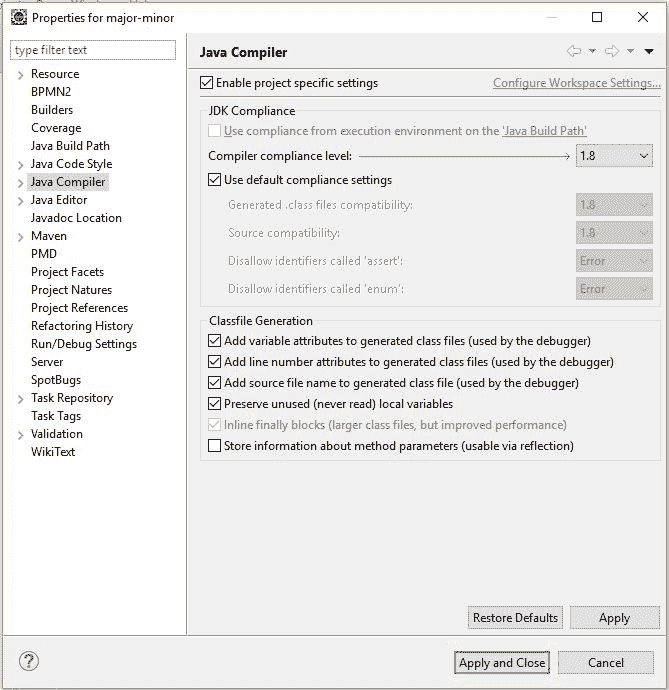 Properties for major-minor
type filter text
Resource
BPMN2
Builders
Coverage
Java Build Path
Java Code Style
Java Compiler
Java Editor
Javadoc Location
Maven
PMD
Project Facets
Project Natures
Project References
Refactoring History
Run/Debug Settings
Server
SpotBugs
Task Repository
Task Tags
Validation
WikiText
Java Compiler
Enable project specific settings Configure Workspace Settings...
JDK Compliance
Use compliance from execution environment on the 'Java Build Path'
Compiler compliance level: 1.8
Use default compliance settings
Generated .class files compatibility: 1.8
Source compatibility: 1.8
Disallow identifiers called 'assert': Error
Disallow identifiers called 'enum': Error
Classfile Generation
Add variable attributes to generated class files (used by the debugger)
Add line number attributes to generated class files (used by the debugger)
Add source file name to generated class file (used by the debugger)
Preserve unused (never read) local variables
Inline finally blocks (larger class files, but improved performance)
Store information about method parameters (usable via reflection)
Restore Defaults Apply
? Apply and Close Cancel